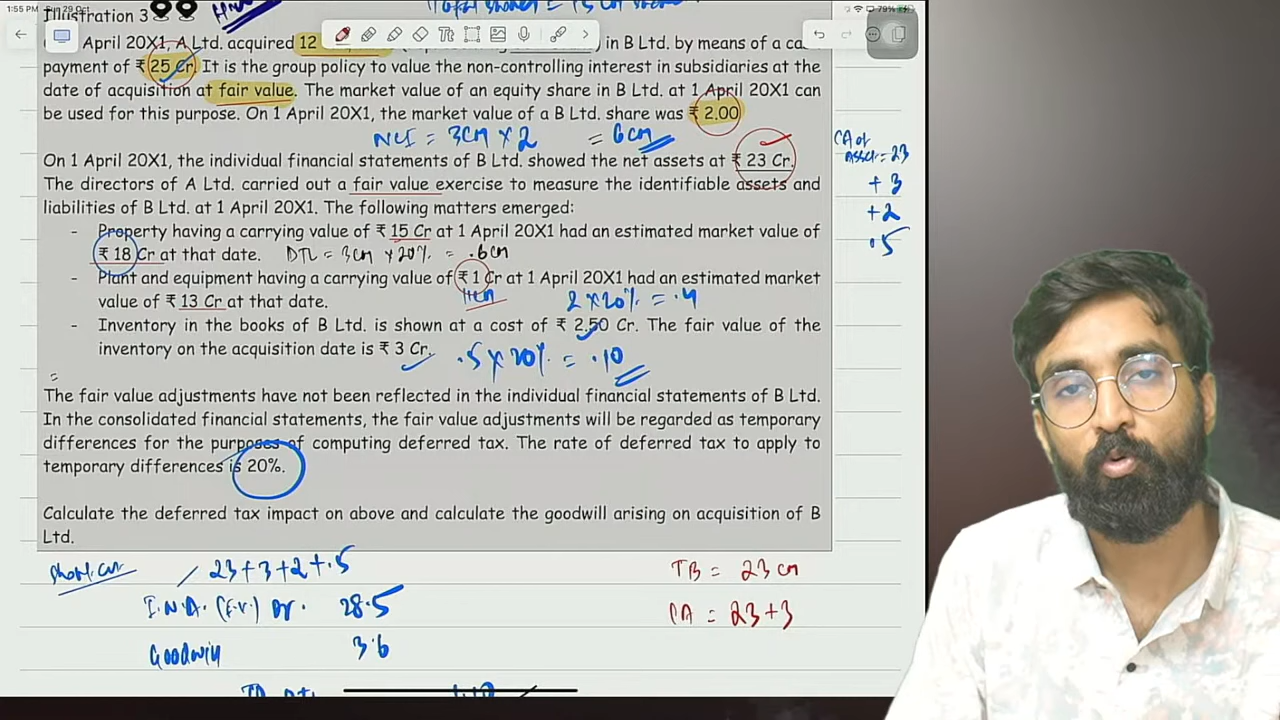 1:55 PM Sun 29 Oct
79%
Illustration 3
Total shares = 15 cr
April 20X1, A Ltd. acquired 12 in B Ltd. by means of a
payment of ₹ 25 Cr. It is the group policy to value the non-controlling interest in subsidiaries at the
date of acquisition at fair value. The market value of an equity share in B Ltd. at 1 April 20X1 can
be used for this purpose. On 1 April 20X1, the market value of a B Ltd. share was ₹ 2.00
NCI = 3cr × 2 = 6cr
On 1 April 20X1, the individual financial statements of B Ltd. showed the net assets at ₹ 23 Cr.
The directors of A Ltd. carried out a fair value exercise to measure the identifiable assets and
liabilities of B Ltd. at 1 April 20X1. The following matters emerged:
- Property having a carrying value of ₹ 15 Cr at 1 April 20X1 had an estimated market value of
₹ 18 Cr at that date. DTL = 3cr × 20% = .6cr
- Plant and equipment having a carrying value of ₹ 1 Cr at 1 April 20X1 had an estimated market
11cr
value of ₹ 13 Cr at that date. 2 × 20% = .4
- Inventory in the books of B Ltd. is shown at a cost of ₹ 2.50 Cr. The fair value of the
inventory on the acquisition date is ₹ 3 Cr. .5 × 20% = .10
CA of
Asset = 23
+ 3
+2
.5
The fair value adjustments have not been reflected in the individual financial statements of B Ltd.
In the consolidated financial statements, the fair value adjustments will be regarded as temporary
differences for the purposes of computing deferred tax. The rate of deferred tax to apply to
temporary differences is 20%.
Calculate the deferred tax impact on above and calculate the goodwill arising on acquisition of B
Ltd.
Shortcut
23+3+2+.5
I.N.A. (F.V.) Dr. 28.5
Goodwill 3.6
TB = 23 cr
CA = 23+3